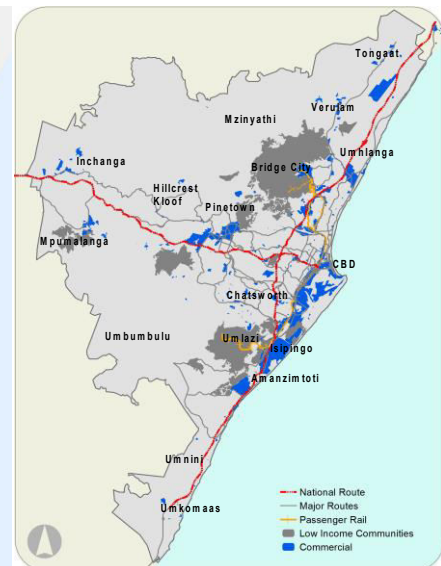 Tongaat
Verulam
Mzinyathi
Umhlanga
Inchanga
Bridge City
Hillcrest
Kloof
Pinetown
Mpumalanga
CBD
Chatsworth
Umbumbulu
Umlazi
Isipingo
Amanzimtoti
Umnini
Umkomaas
National Route
Major Routes
Passenger Rail
Low Income Communities
Commercial